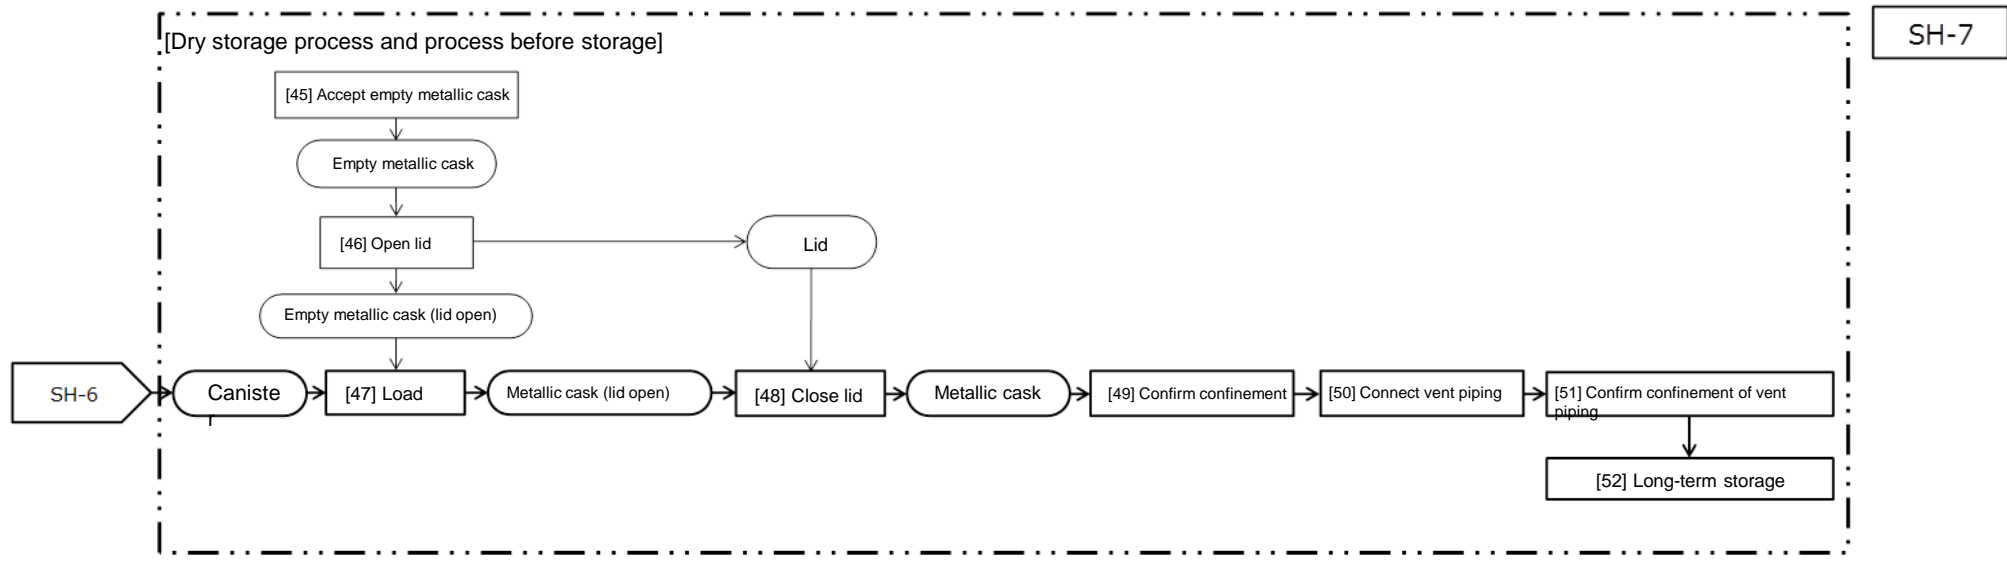 SH-7
[Dry storage process and process before storage]
[45] Accept empty metallic cask
Empty metallic cask
[46] Open lid
Lid
Empty metallic cask (lid open)
SH-6
Caniste
r
[47] Load
Metallic cask (lid open)
[48] Close lid
Metallic cask
[49] Confirm confinement
[50] Connect vent piping
[51] Confirm confinement of vent
piping
[52] Long-term storage